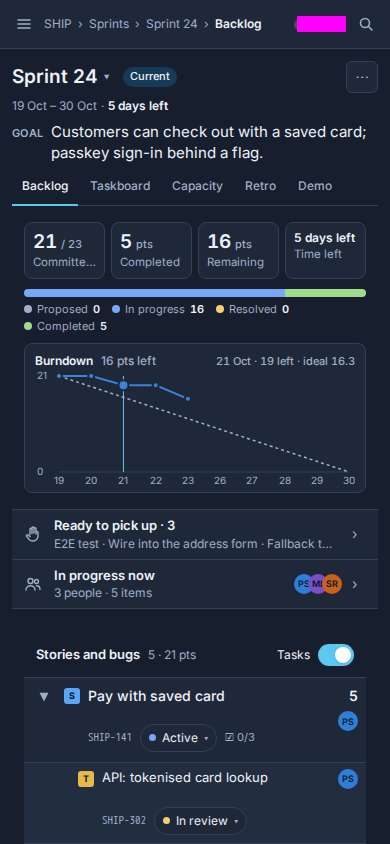 SHIP › Sprints › Sprint 24 › Backlog
Sprint 24 ▾ Current ...
19 Oct – 30 Oct · 5 days left
GOAL Customers can check out with a saved card;
passkey sign-in behind a flag.
Backlog Taskboard Capacity Retro Demo
21 / 23 5 pts 16 pts 5 days left
Committe... Completed Remaining Time left
Proposed 0 In progress 16 Resolved 0
Completed 5
Burndown 16 pts left 21 Oct · 19 left · ideal 16.3
21
0
19 20 21 22 23 26 27 28 29 30
Ready to pick up · 3
E2E test · Wire into the address form · Fallback t...
In progress now
3 people · 5 items
PS ML SR
Stories and bugs 5 · 21 pts Tasks
▼ S Pay with saved card 5
PS
SHIP-141 Active ▾ ☑ 0/3
T API: tokenised card lookup PS
SHIP-302 In review ▾